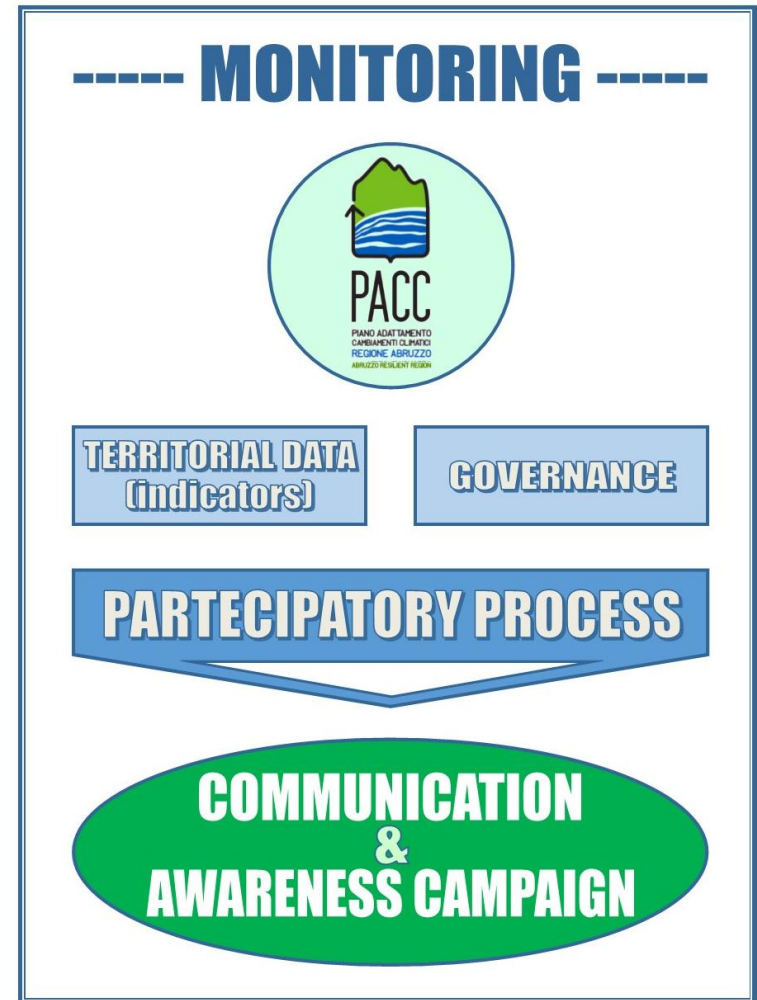 ----- MONITORING -----
PACC
PIANO ADATTAMENTO
CAMBIAMENTI CLIMATICI
REGIONE ABRUZZO
ABRUZZO RESILIENT REGION
TERRITORIAL DATA
(indicators)
GOVERNANCE
PARTECIPATORY PROCESS
COMMUNICATION
&
AWARENESS CAMPAIGN